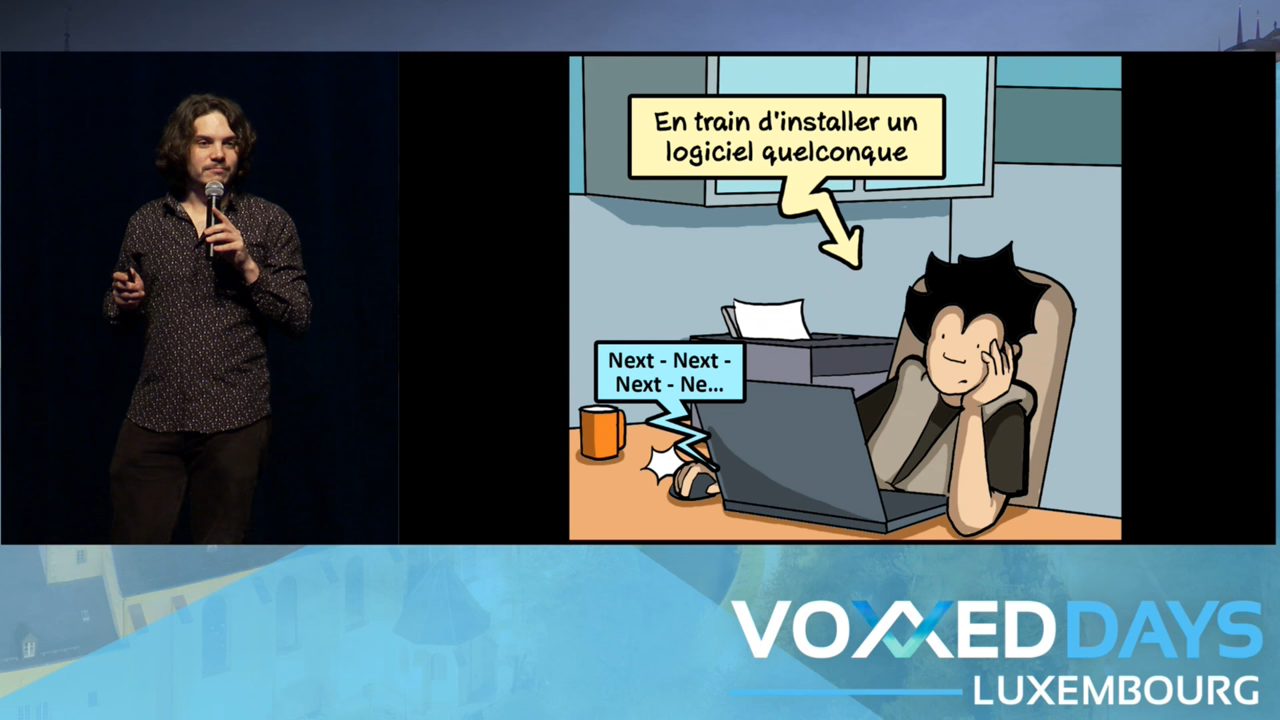 En train d'installer un
logiciel quelconque
Next - Next -
Next - Ne...
VOXXED DAYS
LUXEMBOURG